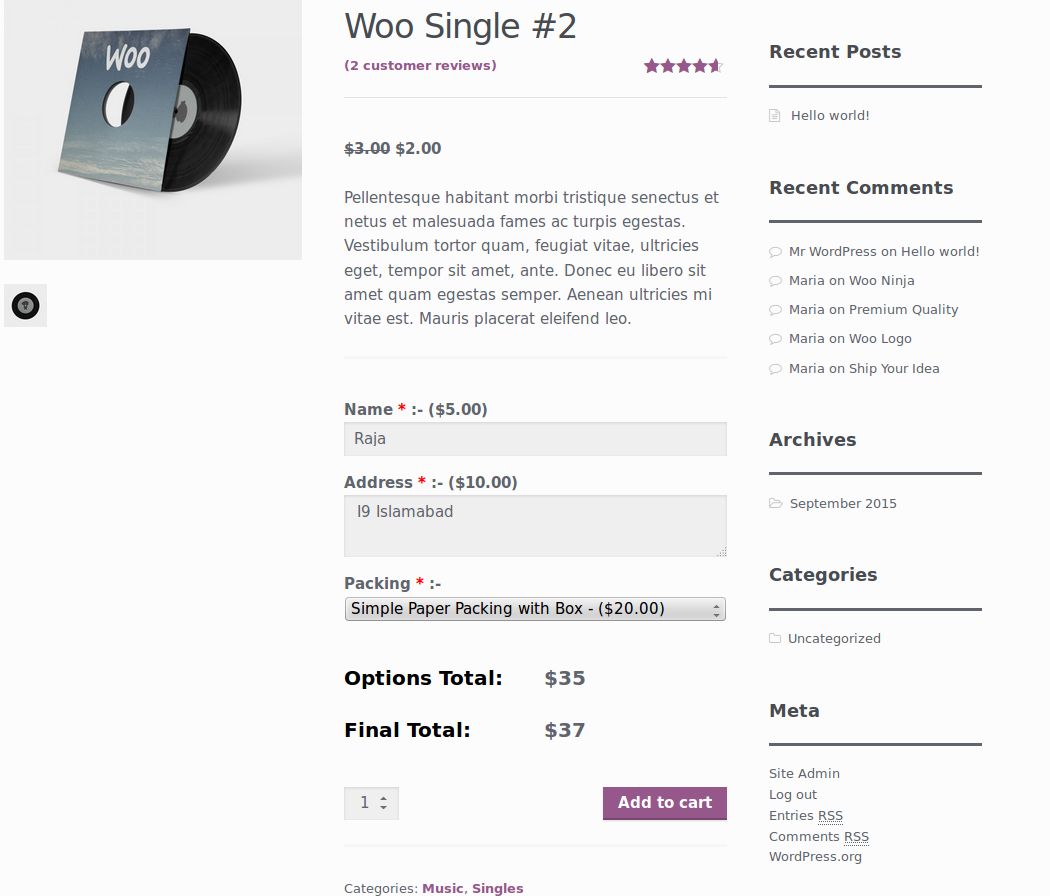 WOO
Woo Single #2
(2 customer reviews)
$3.00 $2.00
Pellentesque habitant morbi tristique senectus et
netus et malesuada fames ac turpis egestas.
Vestibulum tortor quam, feugiat vitae, ultricies
eget, tempor sit amet, ante. Donec eu libero sit
amet quam egestas semper. Aenean ultricies mi
vitae est. Mauris placerat eleifend leo.
Name * :- ($5.00)
Raja
Address * :- ($10.00)
I9 Islamabad
Packing * :-
Simple Paper Packing with Box - ($20.00)
Options Total: $35
Final Total: $37
1
Add to cart
Categories: Music, Singles
Recent Posts
Hello world!
Recent Comments
Mr WordPress on Hello world!
Maria on Woo Ninja
Maria on Premium Quality
Maria on Woo Logo
Maria on Ship Your Idea
Archives
September 2015
Categories
Uncategorized
Meta
Site Admin
Log out
Entries RSS
Comments RSS
WordPress.org